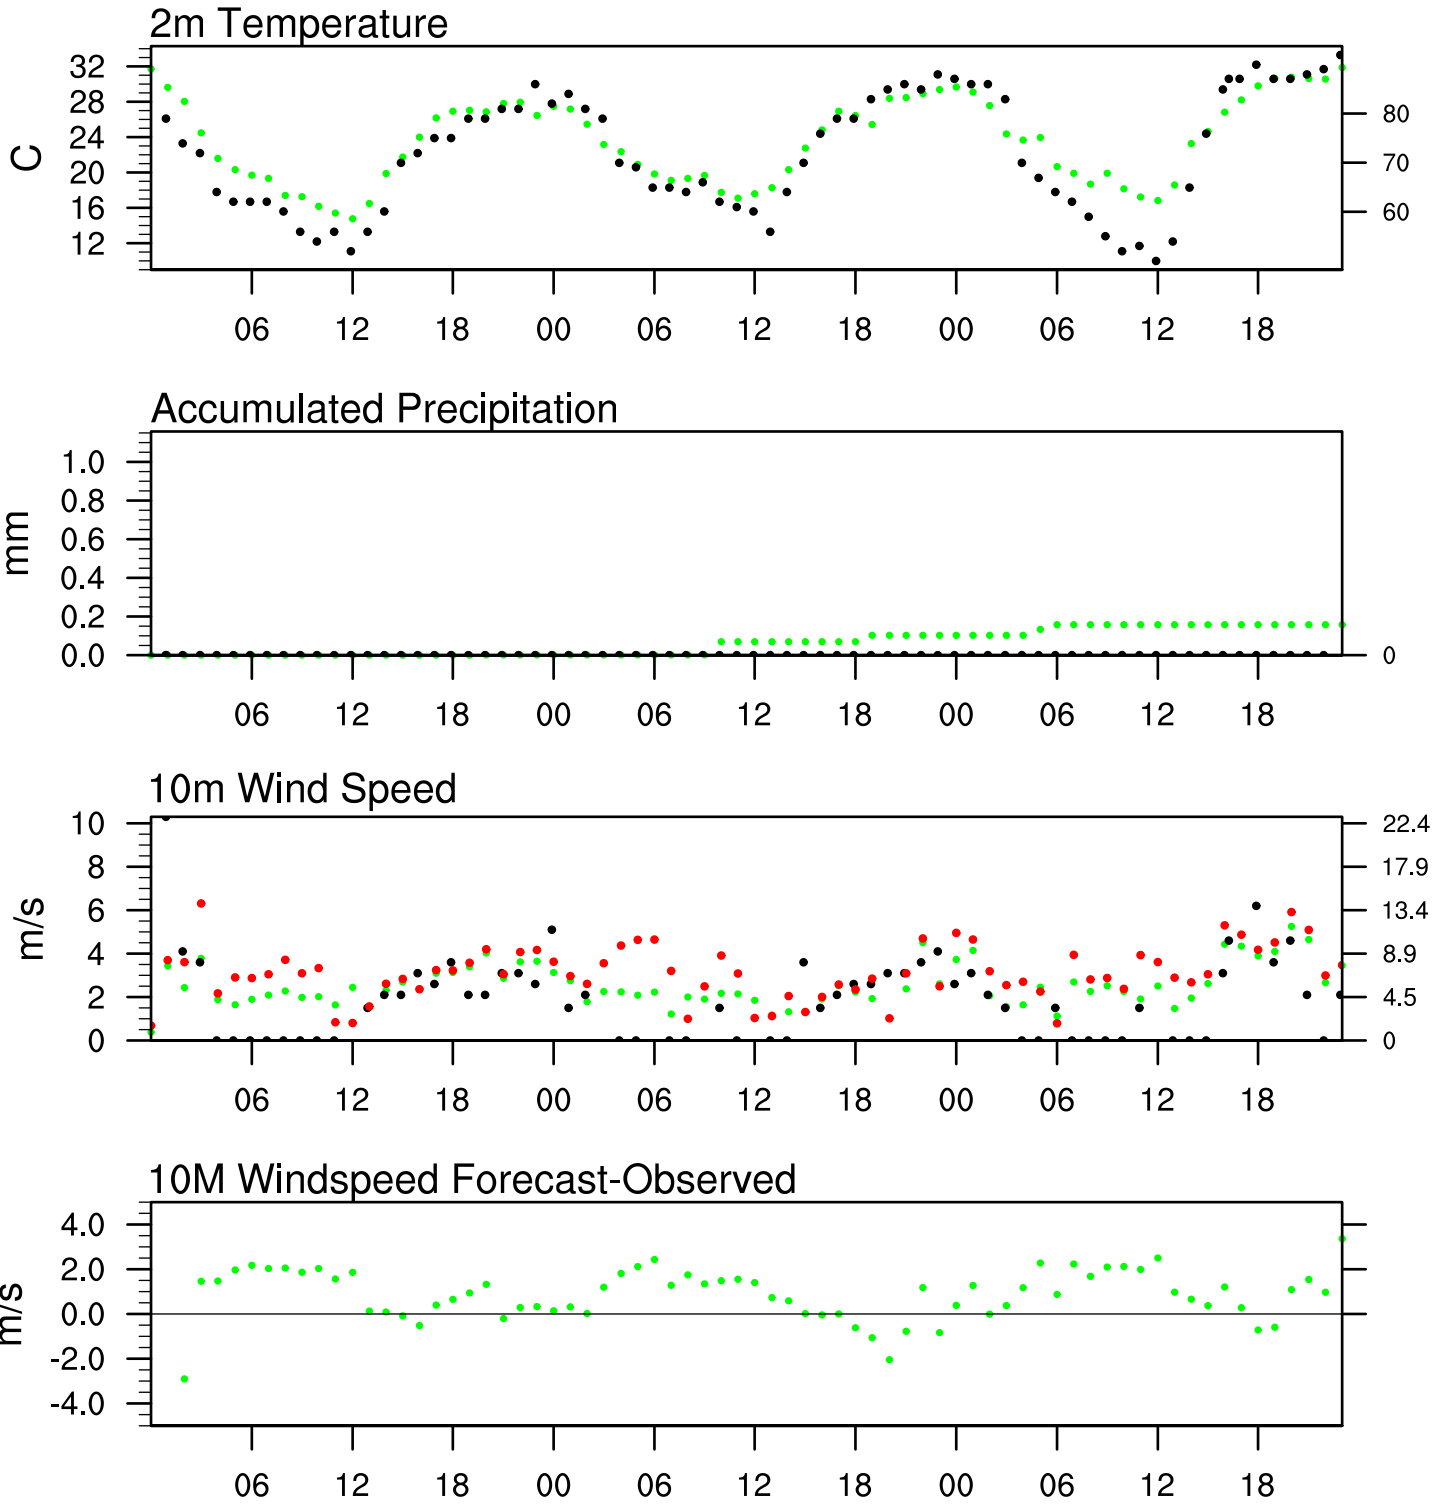 2m Temperature
C
32
28
24
20
16
12
80
70
60
06 12 18 00 06 12 18 00 06 12 18
Accumulated Precipitation
mm
1.0
0.8
0.6
0.4
0.2
0.0
0
06 12 18 00 06 12 18 00 06 12 18
10m Wind Speed
m/s
10
8
6
4
2
0
22.4
17.9
13.4
8.9
4.5
0
06 12 18 00 06 12 18 00 06 12 18
10M Windspeed Forecast-Observed
m/s
4.0
2.0
0.0
-2.0
-4.0
06 12 18 00 06 12 18 00 06 12 18